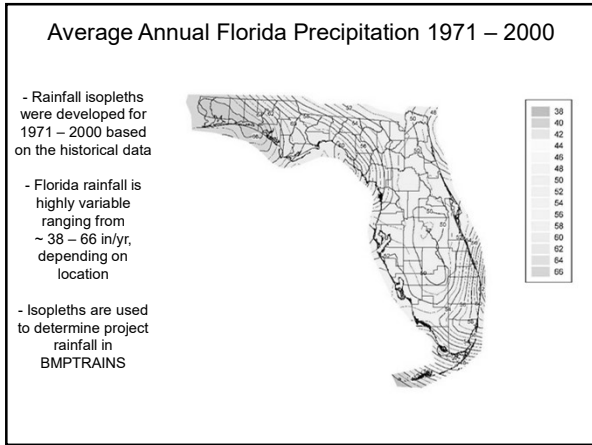 Average Annual Florida Precipitation 1971 – 2000
- Rainfall isopleths
were developed for
1971 – 2000 based
on the historical data
- Florida rainfall is
highly variable
ranging from
~ 38 – 66 in/yr,
depending on
location
- Isopleths are used
to determine project
rainfall in
BMPTRAINS
38
40
42
44
46
48
50
52
54
56
58
60
62
64
66